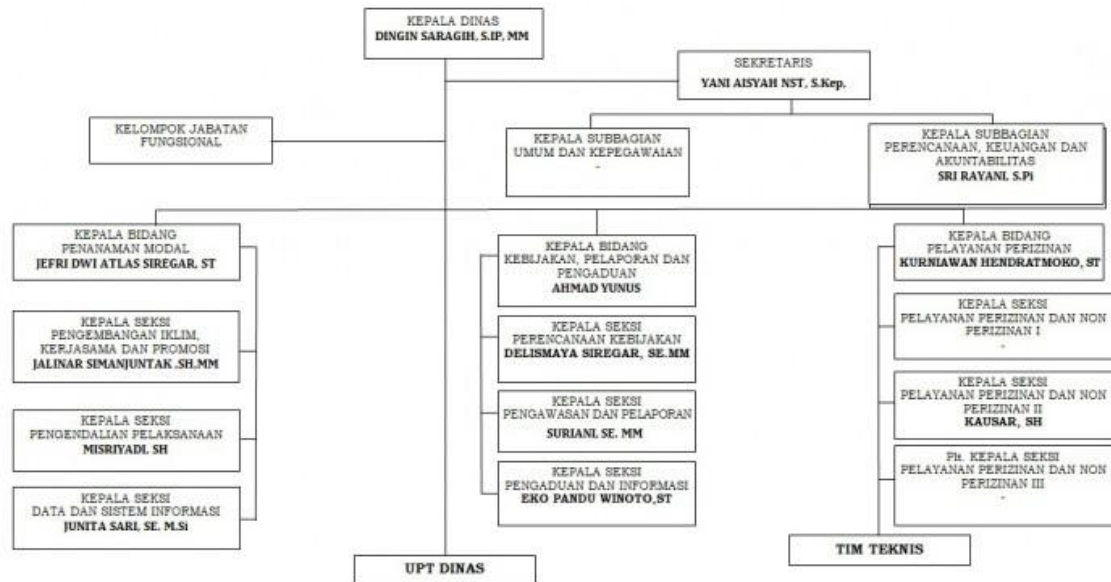 KEPALA DINAS
DINGIN SARAGIH, S.IP, MM
SEKRETARIS
YANI AISYAH NST, S.Kep,
KELOMPOK JABATAN
FUNGSIONAL
KEPALA SUBBAGIAN
UMUM DAN KEPEGAWAIAN
-
KEPALA SUBBAGIAN
PERENCANAAN, KEUANGAN DAN
AKUNTABILITAS
SRI RAYANI, S.Pi
KEPALA BIDANG
PENANAMAN MODAL
JEFRI DWI ATLAS SIREGAR, ST
KEPALA SEKSI
PENGEMBANGAN IKLIM,
KERJASAMA DAN PROMOSI
JALINAR SIMANJUNTAK .SH,MM
KEPALA SEKSI
PENGENDALIAN PELAKSANAAN
MISRIYADI, SH
KEPALA SEKSI
DATA DAN SISTEM INFORMASI
JUNITA SARI, SE. M.Si
KEPALA BIDANG
KEBIJAKAN, PELAPORAN DAN
PENGADUAN
AHMAD YUNUS
KEPALA SEKSI
PERENCANAAN KEBIJAKAN
DELISMAYA SIREGAR, SE.MM
KEPALA SEKSI
PENGAWASAN DAN PELAPORAN
SURIANI, SE. MM
KEPALA SEKSI
PENGADUAN DAN INFORMASI
EKO PANDU WINOTO,ST
KEPALA BIDANG
PELAYANAN PERIZINAN
KURNIAWAN HENDRATMOKO, ST
KEPALA SEKSI
PELAYANAN PERIZINAN DAN NON
PERIZINAN I
-
KEPALA SEKSI
PELAYANAN PERIZINAN DAN NON
PERIZINAN II
KAUSAR, SH
Plt. KEPALA SEKSI
PELAYANAN PERIZINAN DAN NON
PERIZINAN III
-
UPT DINAS
TIM TEKNIS